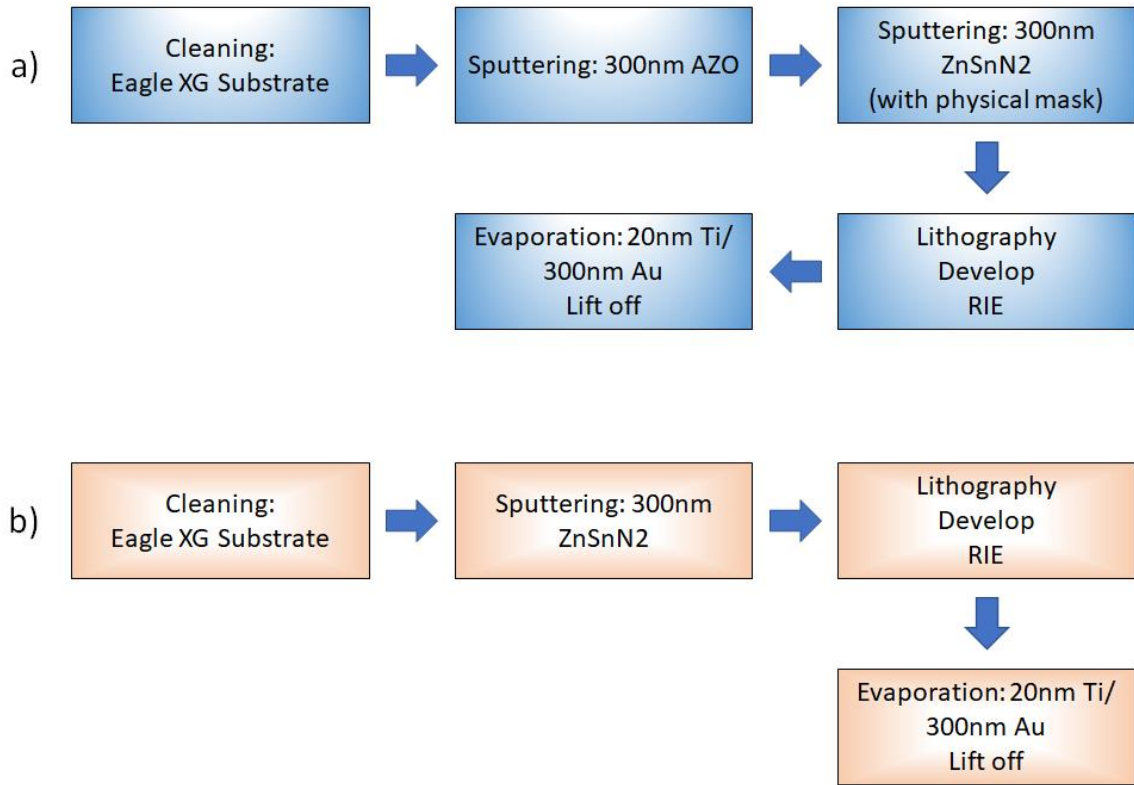 a)
Cleaning:
Eagle XG Substrate
Sputtering: 300nm AZO
Sputtering: 300nm
ZnSnN2
(with physical mask)
Lithography
Develop
RIE
Evaporation: 20nm Ti/
300nm Au
Lift off
b)
Cleaning:
Eagle XG Substrate
Sputtering: 300nm
ZnSnN2
Lithography
Develop
RIE
Evaporation: 20nm Ti/
300nm Au
Lift off